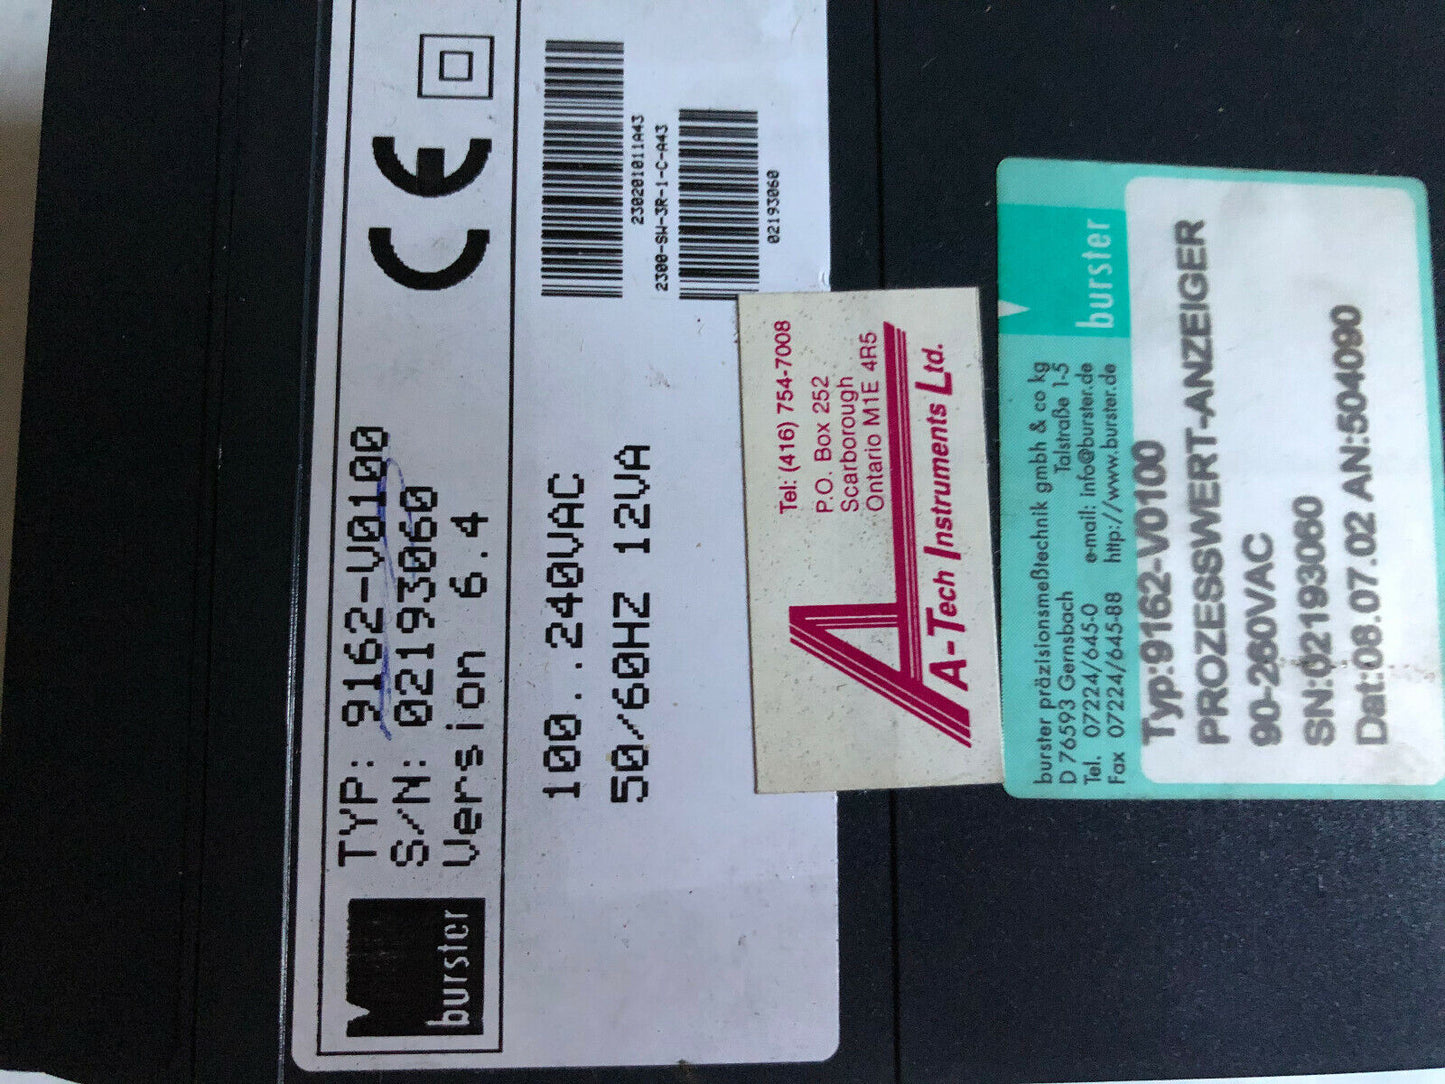 burster
TYP: 9162-V0100
S/N: 02193060
Version 6.4
CE
100..240VAC
50/60HZ 12VA
230201011A43
2300-SW-3R-1-C-A43
02193060
Tel: (416) 754-7008
P.O. Box 252
Scarborough
Ontario M1E 4R5
A-Tech Instruments Ltd.
burster
burster präzisionsmeßtechnik gmbh & co kg
D 76593 Gernsbach Talstraße 1-5
Tel. 07224/645-0 e-mail: info@burster.de
Fax 07224/645-88 http://www.burster.de
Typ:9162-V0100
PROZESSWERT-ANZEIGER
90-260VAC
SN:02193060
Dat:08.07.02 AN:504090